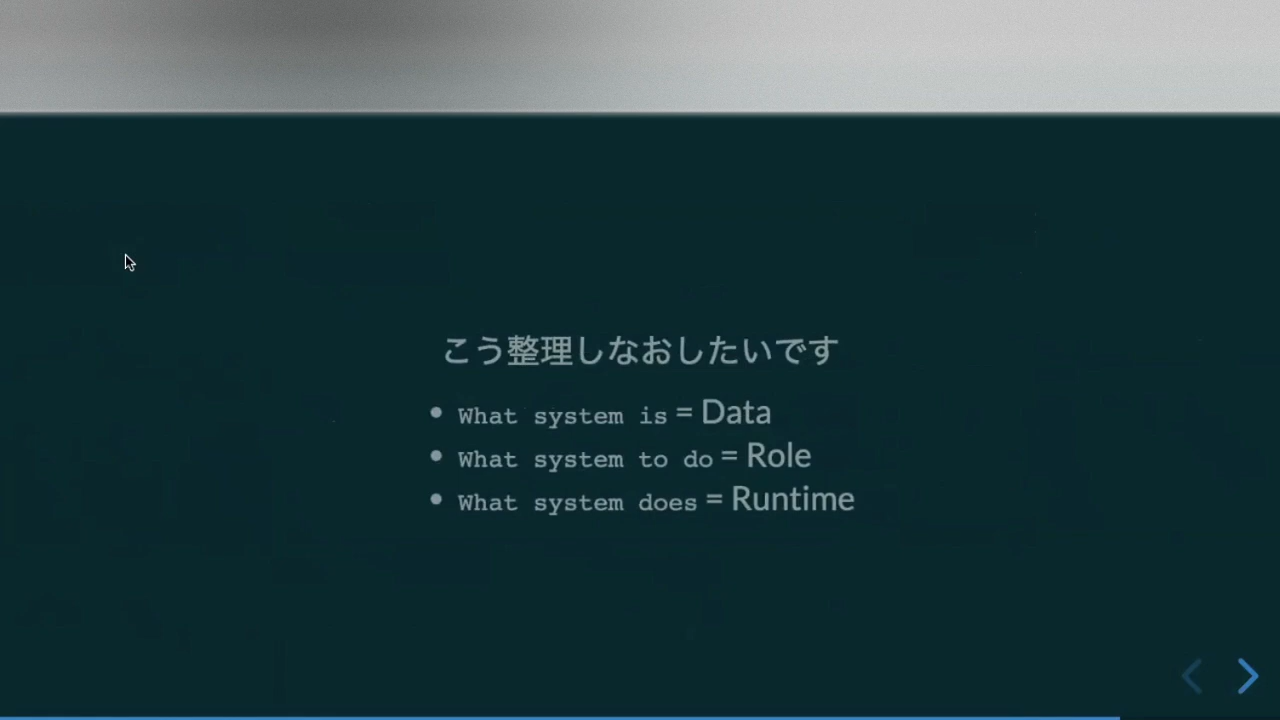 こう整理しなおしたいです
• What system is = Data
• What system to do = Role
• What system does = Runtime